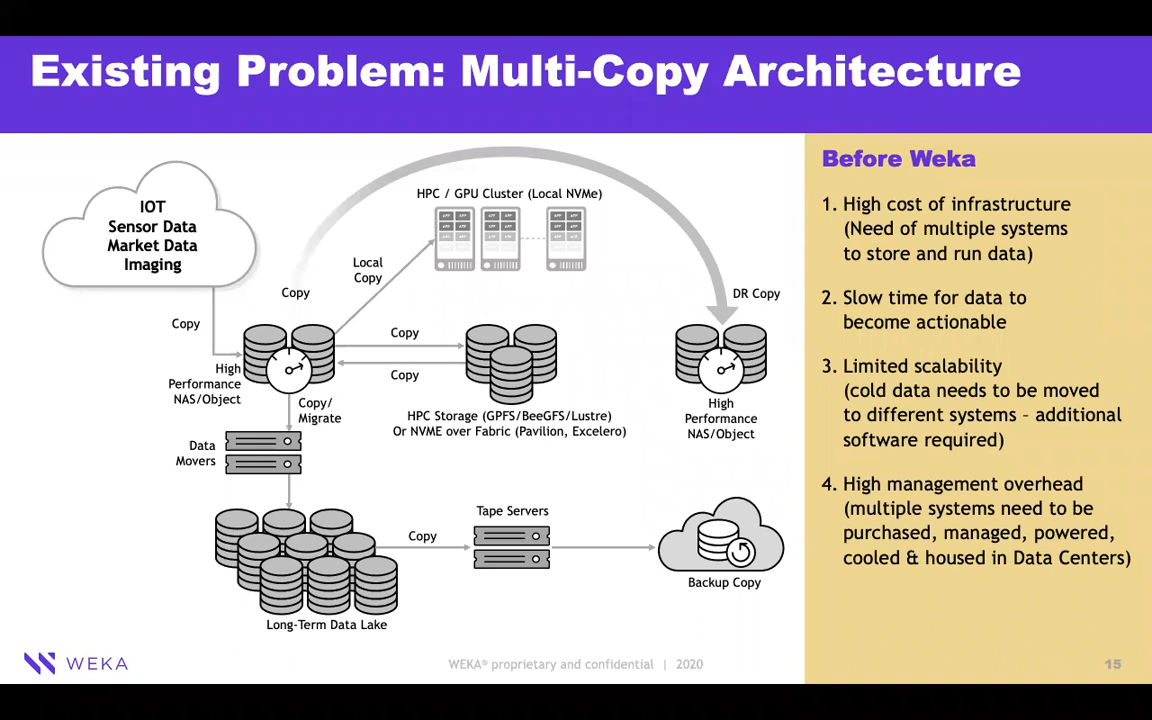 Existing Problem: Multi-Copy Architecture
IOT
Sensor Data
Market Data
Imaging
Copy
High
Performance
NAS/Object
Copy
Local
Copy
HPC / GPU Cluster (Local NVMe)
DR Copy
Copy
Copy
HPC Storage (GPFS/BeeGFS/Lustre)
Or NVME over Fabric (Pavilion, Excelero)
High
Performance
NAS/Object
Copy/
Migrate
Data
Movers
Long-Term Data Lake
Copy
Tape Servers
Backup Copy
Before Weka
1. High cost of infrastructure
(Need of multiple systems
to store and run data)
2. Slow time for data to
become actionable
3. Limited scalability
(cold data needs to be moved
to different systems – additional
software required)
4. High management overhead
(multiple systems need to be
purchased, managed, powered,
cooled & housed in Data Centers)
WEKA
WEKA® proprietary and confidential | 2020
15